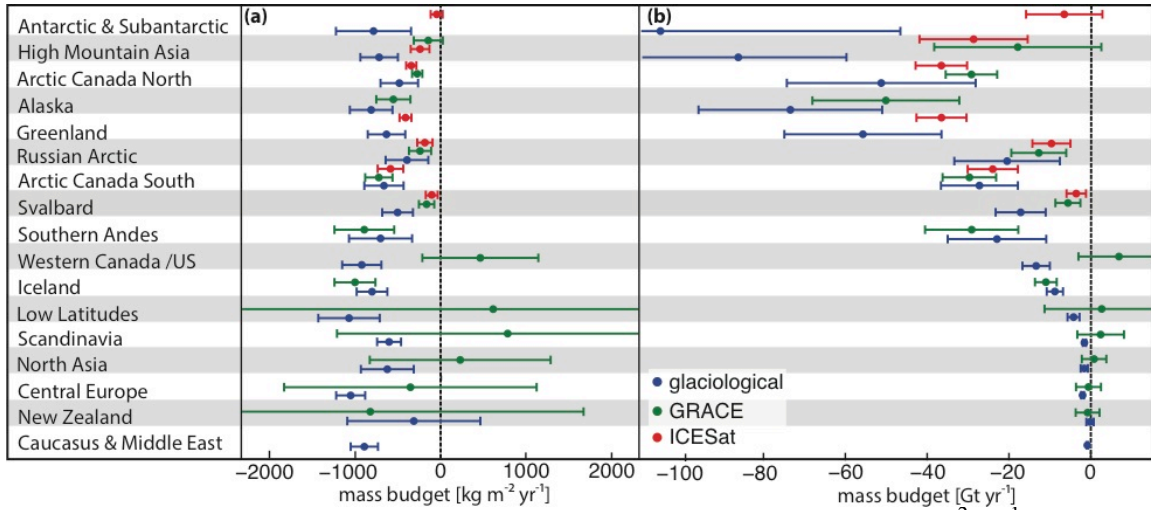 (a)
(b)
Antarctic & Subantarctic
High Mountain Asia
Arctic Canada North
Alaska
Greenland
Russian Arctic
Arctic Canada South
Svalbard
Southern Andes
Western Canada /US
Iceland
Low Latitudes
Scandinavia
North Asia
Central Europe
New Zealand
Caucasus & Middle East
glaciological
GRACE
ICESat
−2000 −1000 0 1000 2000
−100 −80 −60 −40 −20 0
mass budget [kg m⁻² yr⁻¹]
mass budget [Gt yr⁻¹]